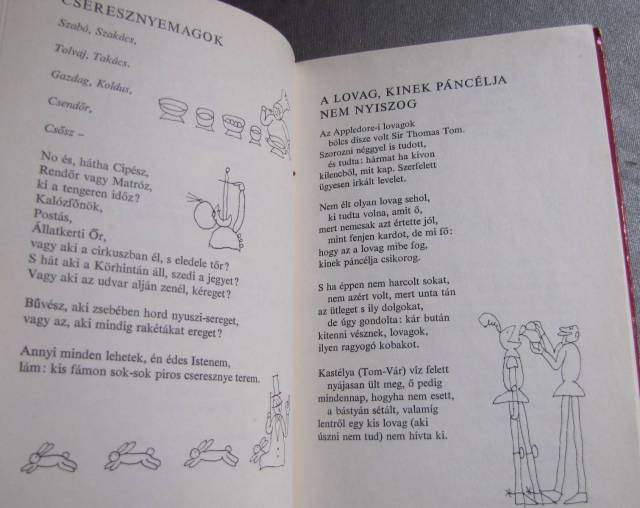 CSERESZNYEMAGOK
Szabó, Szakács,
Tolvaj, Takács.
Gazdag, Koldus,
Csendőr,
Csősz –
No és, hátha Cipész,
Rendőr vagy Matróz,
ki a tengeren időz?
Kalózfőnök,
Postás,
Állatkerti Őr,
vagy aki a cirkuszban él, s eledele tőr?
S hát aki a Körhintán áll, szedi a jegyet?
Vagy aki az udvar alján zenél, kéreget?
Bűvész, aki zsebében hord nyuszi-sereget,
vagy az, aki mindig rakétákat ereget?
Annyi minden lehetek, én édes Istenem,
lám: kis fámon sok-sok piros cseresznye terem.
A LOVAG, KINEK PÁNCÉLJA
NEM NYISZOG
Az Appledore-i lovagok
bölcs dísze volt Sir Thomas Tom.
Szorozni néggyel is tudott,
és tudta: hármat ha kivon
kilencből, mit kap. Szerfelett
ügyesen irkált levelet.
Nem élt olyan lovag sehol,
ki tudta volna, amit ő,
mert nemcsak azt értette jól,
mint fenjen kardot, de mi fő:
hogy az a lovag mibe fog,
kinek páncélja csikorog.
S ha éppen nem harcolt sokat,
nem azért volt, mert unta tán
az ütleget s ily dolgokat,
de úgy gondolta: kár bután
kitenni vésznek, lovagok,
ilyen ragyogó kobakot.
Kastélya (Tom-Vár) víz felett
nyájasan ült meg, ő pedig
mindennap, hogyha nem esett,
a bástyán sétált, valamíg
lentről egy kis lovag (aki
úszni nem tud) nem hívta ki.